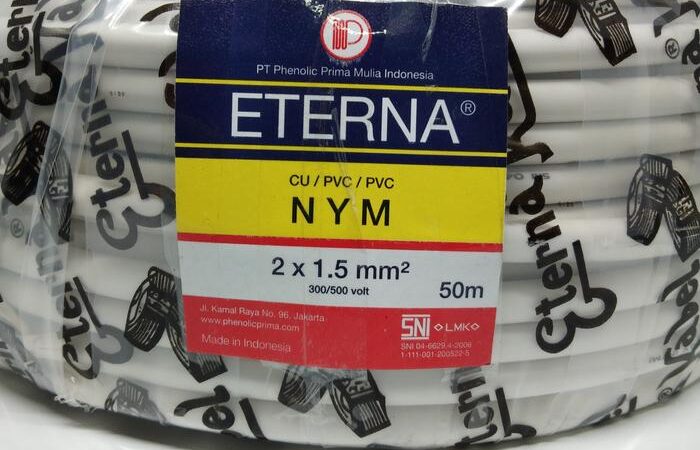 PT Phenolic Prima Mulia Indonesia
ETERNA®
CU / PVC / PVC
NYM
2 x 1.5 mm²
300/500 volt
50m
Jl. Kamal Raya No. 96, Jakarta
www.phenolicprima.com
Made in Indonesia
SNI LMK
SNI 04-6629.4-2006
1-111-001-200522-5
Eterna
Eterna
Eterna
Eterna
Eterna